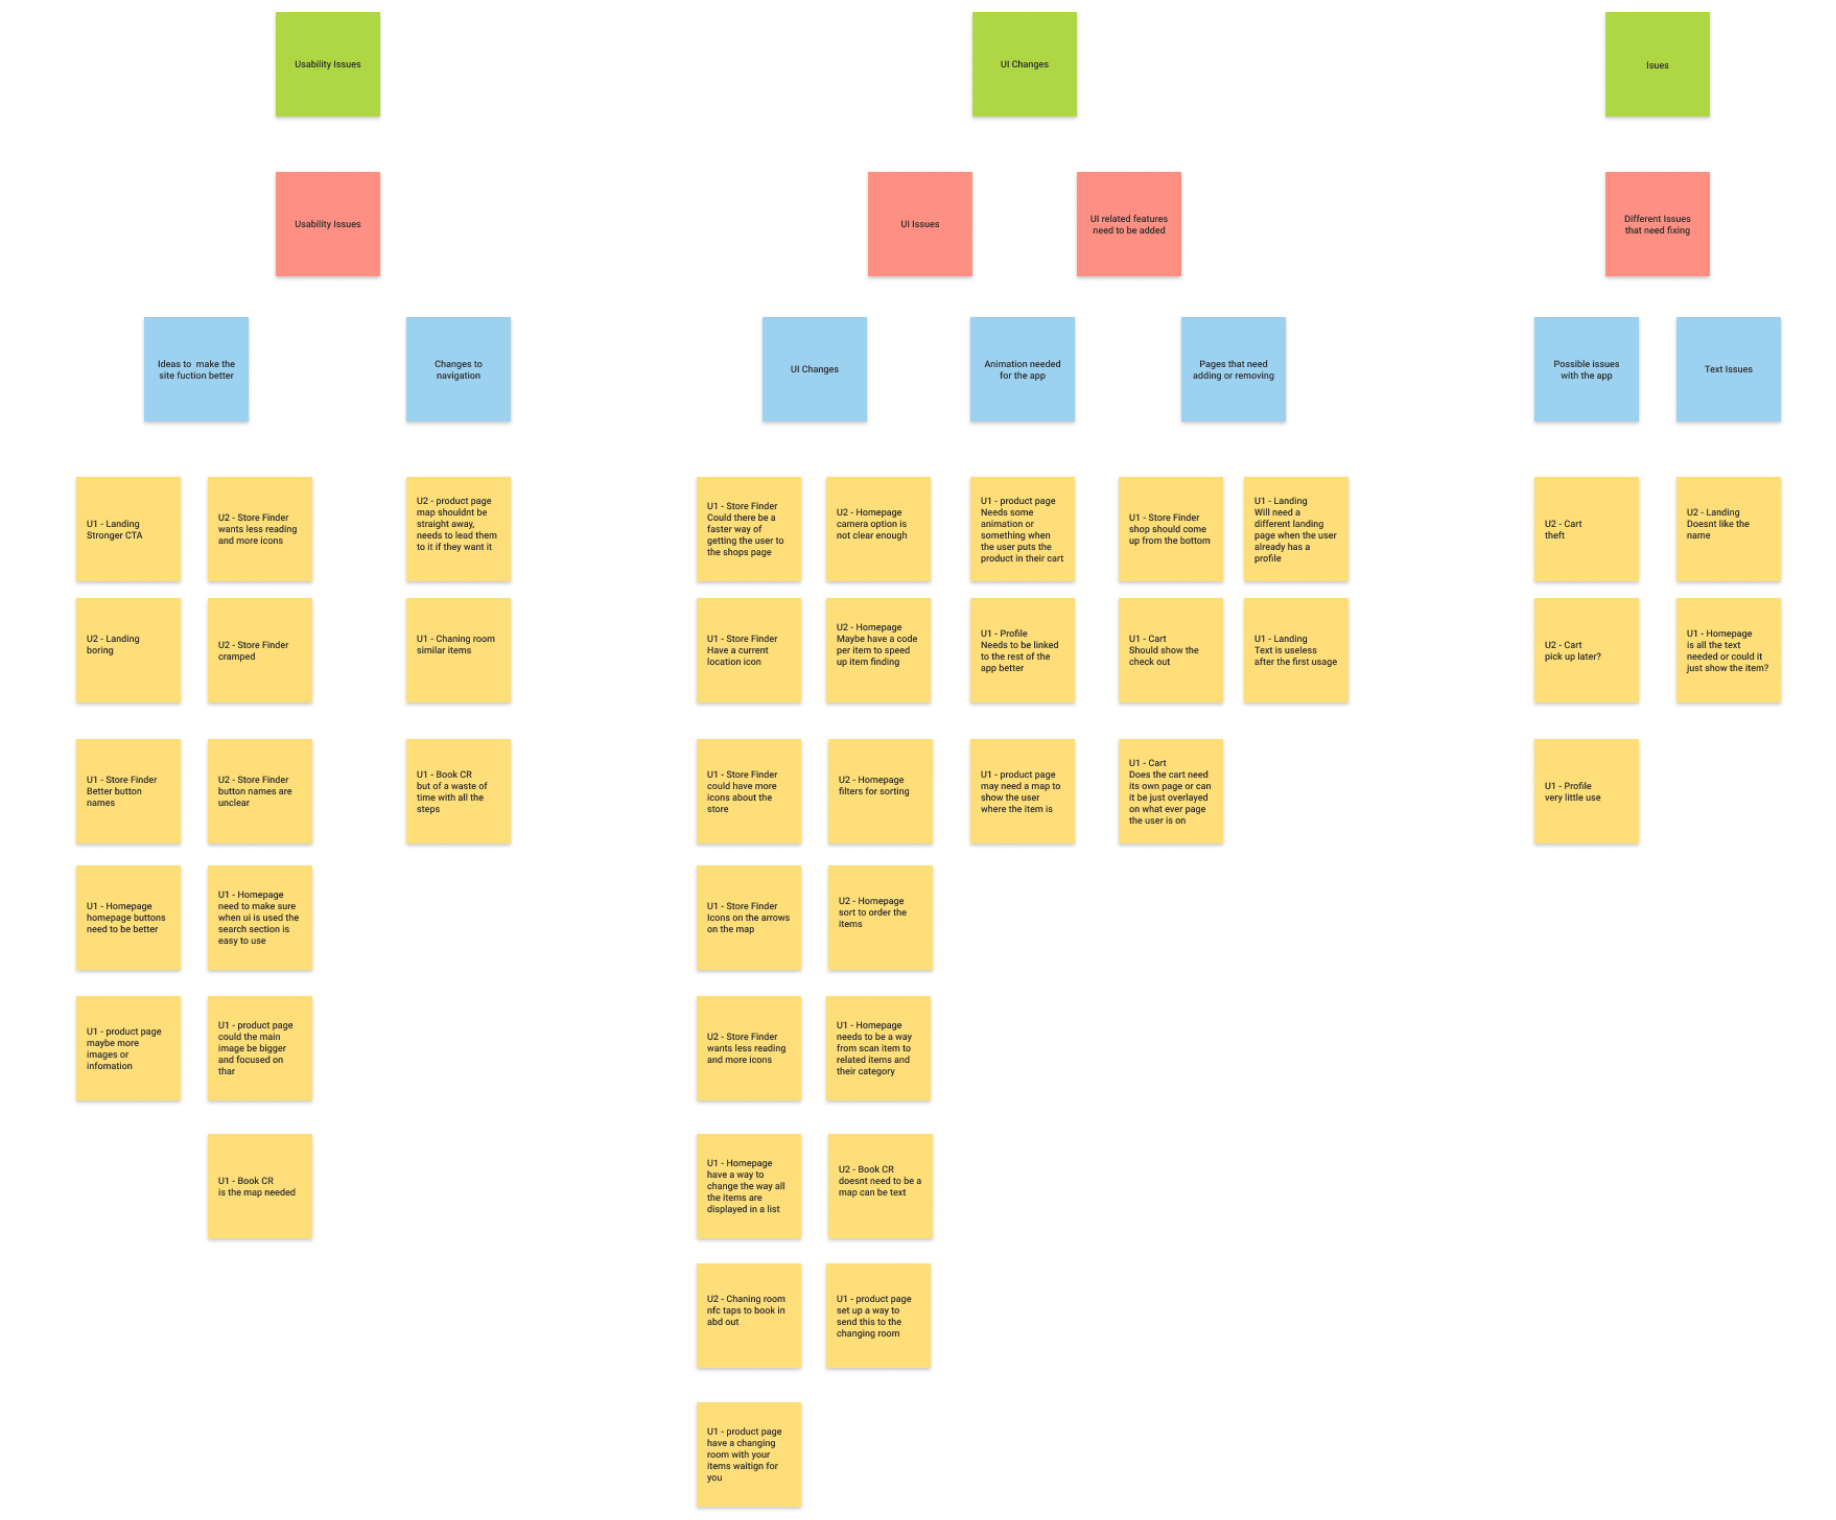 Usability Issues
UI Changes
Isues
Usability Issues
UI Issues
UI related features
need to be added
Different Issues
that need fixing
Ideas to  make the
site fuction better
Changes to
navigation
UI Changes
Animation needed
for the app
Pages that need
adding or removing
Possible issues
with the app
Text Issues
U1 - Landing
Stronger CTA
U2 - Store Finder
wants less reading
and more icons
U2 - product page
map shouldnt be
straight away,
needs to lead them
to it if they want it
U1 - Store Finder
Could there be a
faster way of
getting the user to
the shops page
U2 - Homepage
camera option is
not clear enough
U1 - product page
Needs some
animation or
something when
the user puts the
product in their cart
U1 - Store Finder
shop should come
up from the bottom
U1 - Landing
Will need a
different landing
page when the user
already has a
profile
U2 - Cart
theft
U2 - Landing
Doesnt like the
name
U2 - Landing
boring
U2 - Store Finder
cramped
U1 - Chaning room
similar items
U1 - Store Finder
Have a current
location icon
U2 - Homepage
Maybe have a code
per item to speed
up item finding
U1 - Profile
Needs to be linked
to the rest of the
app better
U1 - Cart
Should show the
check out
U1 - Landing
Text is useless
after the first usage
U2 - Cart
pick up later?
U1 - Homepage
is all the text
needed or could it
just show the item?
U1 - Store Finder
Better button
names
U2 - Store Finder
button names are
unclear
U1 - Book CR
but of a waste of
time with all the
steps
U1 - Store Finder
could have more
icons about the
store
U2 - Homepage
filters for sorting
U1 - product page
may need a map to
show the user
where the item is
U1 - Cart
Does the cart need
its own page or can
it be just overlayed
on what ever page
the user is on
U1 - Profile
very little use
U1 - Homepage
homepage buttons
need to be better
U1 - Homepage
need to make sure
when ui is used the
search section is
easy to use
U1 - Store Finder
Icons on the arrows
on the map
U2 - Homepage
sort to order the
items
U1 - product page
maybe more
images or
infomation
U1 - product page
could the main
image be bigger
and focused on
thar
U2 - Store Finder
wants less reading
and more icons
U1 - Homepage
needs to be a way
from scan item to
related items and
their category
U1 - Book CR
is the map needed
U1 - Homepage
have a way to
change the way all
the items are
displayed in a list
U2 - Book CR
doesnt need to be a
map can be text
U2 - Chaning room
nfc taps to book in
abd out
U1 - product page
set up a way to
send this to the
changing room
U1 - product page
have a changing
room with your
items waitign for
you